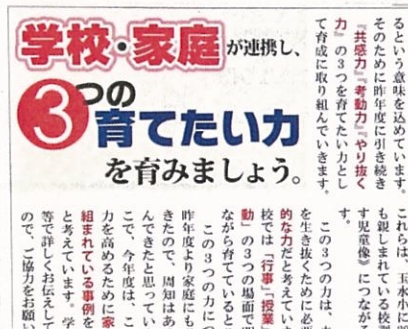 学校・家庭が連携し、
3つの
育てたい力
を育みましょう。
るという意味を込めています。
そのために昨年度に引き続き
『共感力』『考動力』『やり抜く
力』の３つを育てたい力とし
て育成に取り組んでいきます。
これらは、玉水小に
も親しまれている校訓
す児童像》につながる
す。
この３つの力は、
を生き抜くために必要
的な力だと考えてい
校では「行事」「授業」
動」の３つの場面で
ながら育てている
この３つの力につ
昨年度より家庭にも
きたので、周知はあ
んできたと思ってい
こで、今年度は、こ
力を高めるために家
組まれている事例を
と考えています。学
等で詳しくお伝えして
ので、ご協力をお願い